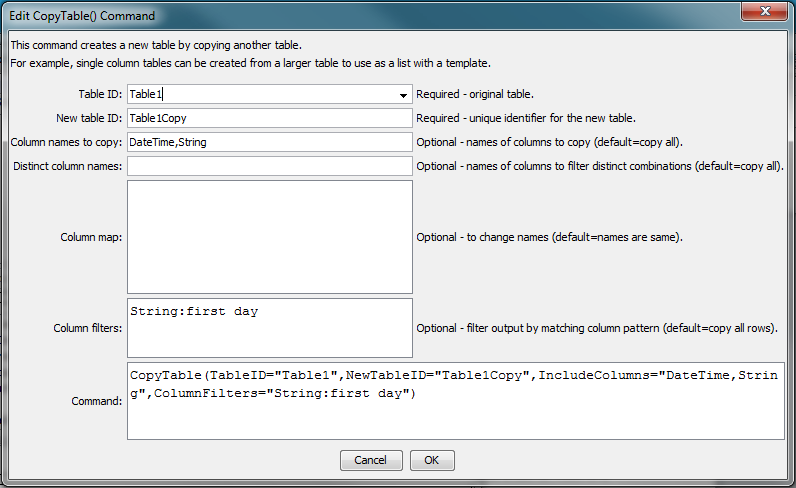 Edit CopyTable() Command
This command creates a new table by copying another table.
For example, single column tables can be created from a larger table to use as a list with a template.
Table ID: Table1 Required - original table.
New table ID: Table1Copy Required - unique identifier for the new table.
Column names to copy: DateTime,String Optional - names of columns to copy (default=copy all).
Distinct column names: Optional - names of columns to filter distinct combinations (default=copy all).
Column map: Optional - to change names (default=names are same).
String:first day
Column filters: Optional - filter output by matching column pattern (default=copy all rows).
CopyTable(TableID="Table1",NewTableID="Table1Copy",IncludeColumns="DateTime,Strin
g",ColumnFilters="String:first day")
Command:
Cancel OK